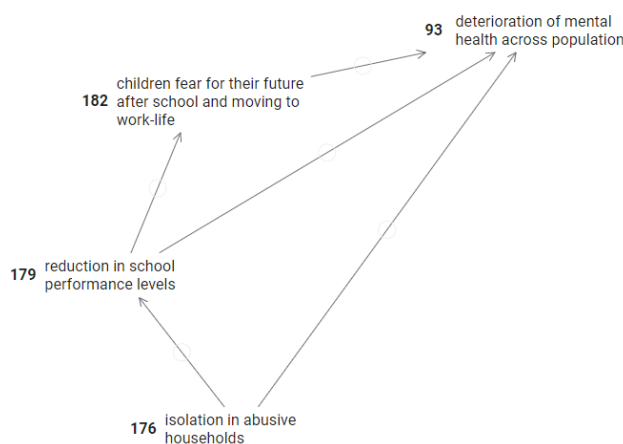 93 deterioration of mental
health across population
182 children fear for their future
after school and moving to
work-life
179 reduction in school
performance levels
176 isolation in abusive
households